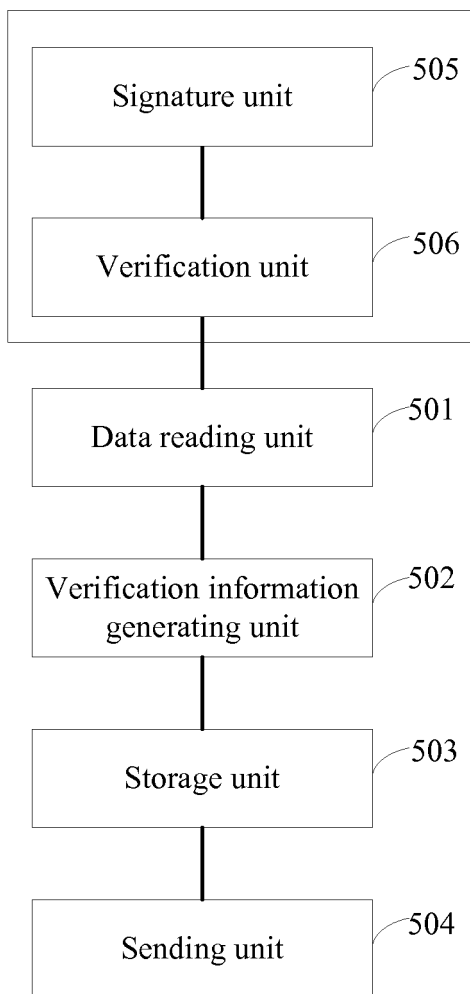 Signature unit
505
Verification unit
506
Data reading unit
501
Verification information
generating unit
502
Storage unit
503
Sending unit
504